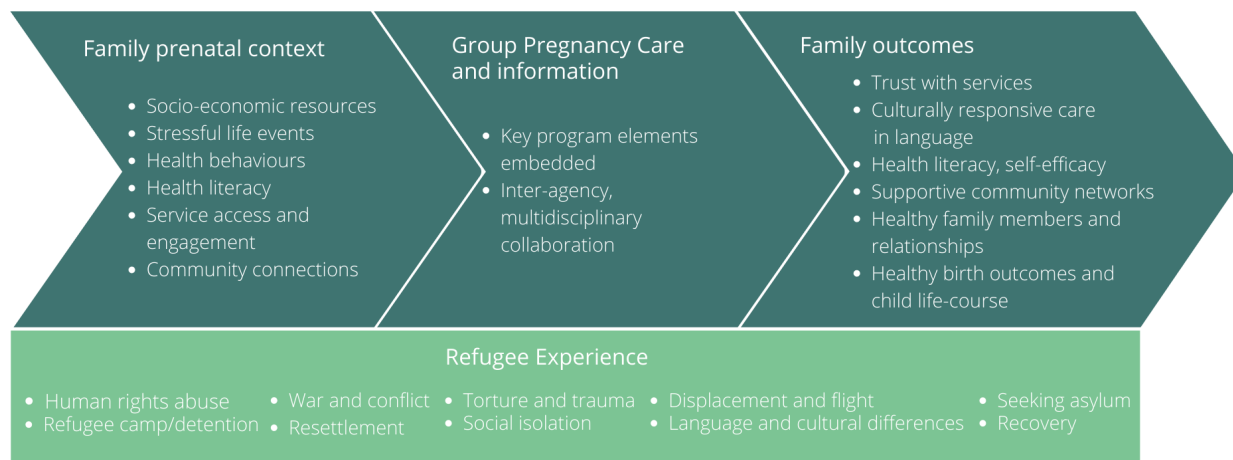 Family prenatal context
• Socio-economic resources
• Stressful life events
• Health behaviours
• Health literacy
• Service access and
engagement
• Community connections
Group Pregnancy Care
and information
• Key program elements
embedded
• Inter-agency,
multidisciplinary
collaboration
Family outcomes
• Trust with services
• Culturally responsive care
in language
• Health literacy, self-efficacy
• Supportive community networks
• Healthy family members and
relationships
• Healthy birth outcomes and
child life-course
Refugee Experience
• Human rights abuse
• Refugee camp/detention
• War and conflict
• Resettlement
• Torture and trauma
• Social isolation
• Displacement and flight
• Language and cultural differences
• Seeking asylum
• Recovery